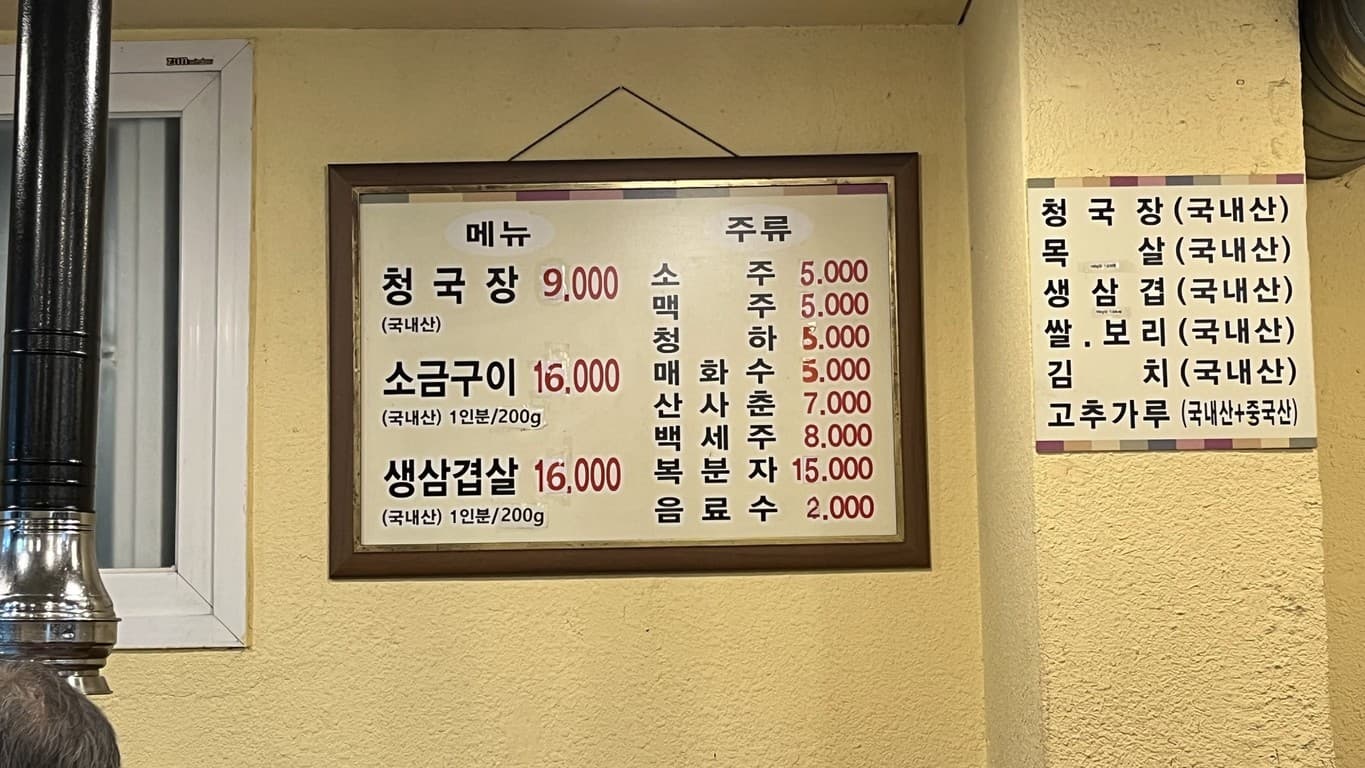 메뉴
청국장 9,000
(국내산)
소금구이 16,000
(국내산) 1인분/200g
생삼겹살 16,000
(국내산) 1인분/200g
주류
소주 5.000
맥주 5.000
청하 5.000
매화수 5.000
산사춘 7.000
백세주 8.000
복분자 15.000
음료수 2.000
청국장(국내산)
목살(국내산)
생삼겹(국내산)
쌀.보리(국내산)
김치(국내산)
고추가루(국내산+중국산)